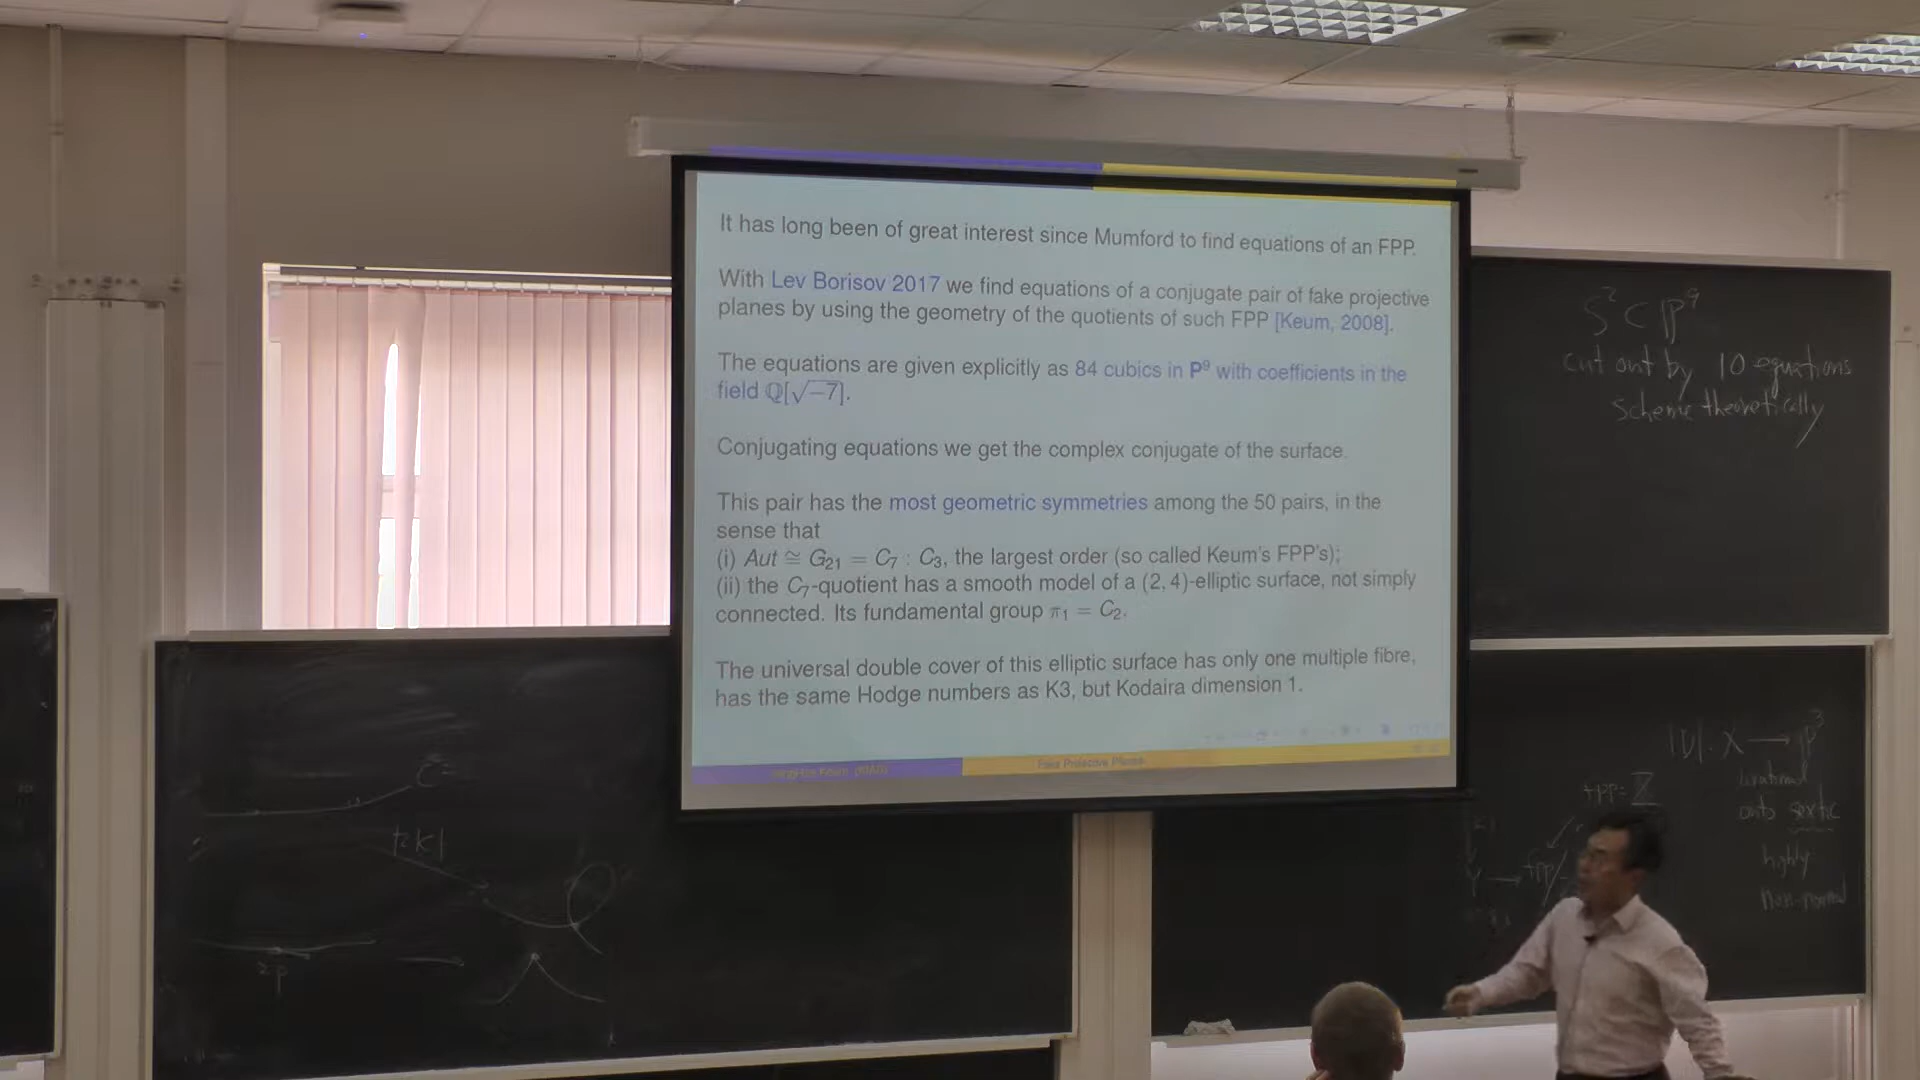 It has long been of great interest since Mumford to find equations of an FPP.
With Lev Borisov 2017 we find equations of a conjugate pair of fake projective
planes by using the geometry of the quotients of such FPP [Keum, 2008].
The equations are given explicitly as 84 cubics in P⁹ with coefficients in the
field ℚ[√−7].
Conjugating equations we get the complex conjugate of the surface.
This pair has the most geometric symmetries among the 50 pairs, in the
sense that
(i) Aut ≅ G₂₁ = C₇ : C₃, the largest order (so called Keum's FPP's);
(ii) the C₇-quotient has a smooth model of a (2, 4)-elliptic surface, not simply
connected. Its fundamental group π₁ = C₂.
The universal double cover of this elliptic surface has only one multiple fibre,
has the same Hodge numbers as K3, but Kodaira dimension 1.
Fake Projective Planes
S² ⊂ ℙ⁹
cut out by 10 equations
scheme theoretically
|D|. X → ℙ³
onto sextic
highly
non-normal
2P